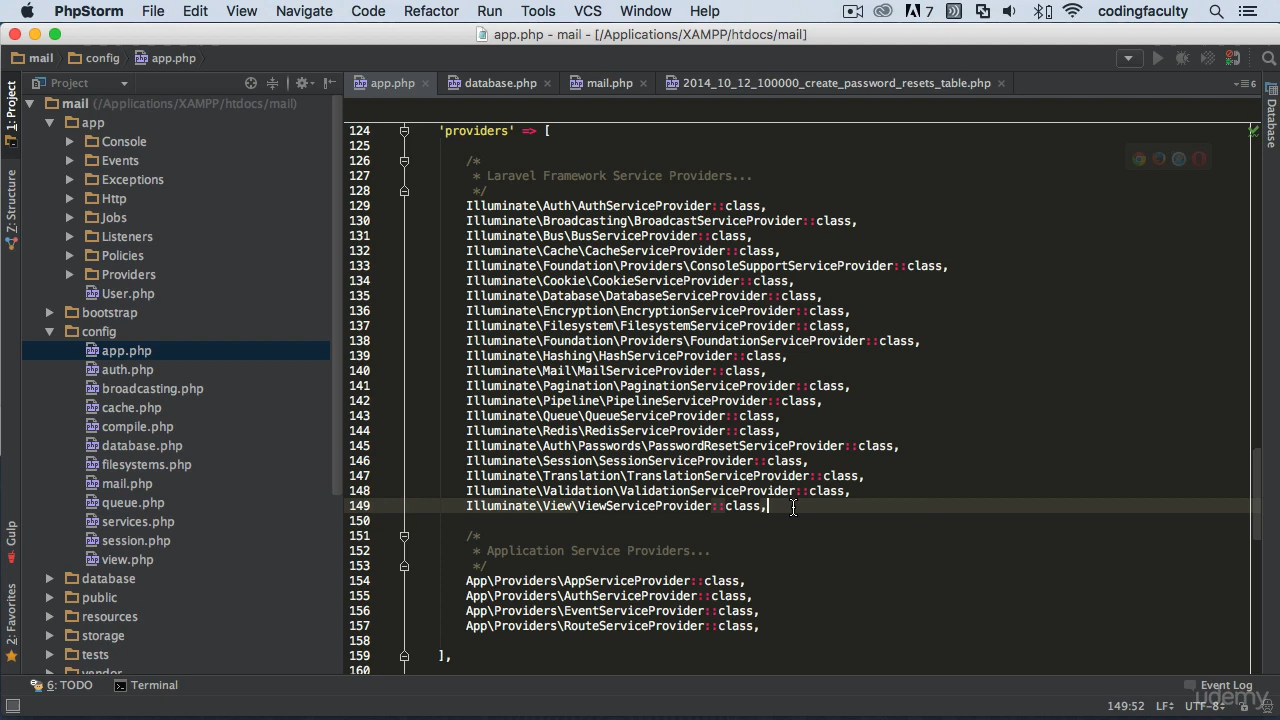 PhpStorm File Edit View Navigate Code Refactor Run Tools VCS Window Help 7 codingfaculty
app.php - mail - [/Applications/XAMPP/htdocs/mail]
mail config app.php
Project app.php database.php mail.php 2014_10_12_100000_create_password_resets_table.php 6
1: Project
Z: Structure
Gulp
2: Favorites
Database
mail (/Applications/XAMPP/htdocs/mail)
app
Console
Events
Exceptions
Http
Jobs
Listeners
Policies
Providers
User.php
bootstrap
config
app.php
auth.php
broadcasting.php
cache.php
compile.php
database.php
filesystems.php
mail.php
queue.php
services.php
session.php
view.php
database
public
resources
storage
tests
vendor
124 'providers' => [
125
126 /*
127 * Laravel Framework Service Providers...
128 */
129 Illuminate\Auth\AuthServiceProvider::class,
130 Illuminate\Broadcasting\BroadcastServiceProvider::class,
131 Illuminate\Bus\BusServiceProvider::class,
132 Illuminate\Cache\CacheServiceProvider::class,
133 Illuminate\Foundation\Providers\ConsoleSupportServiceProvider::class,
134 Illuminate\Cookie\CookieServiceProvider::class,
135 Illuminate\Database\DatabaseServiceProvider::class,
136 Illuminate\Encryption\EncryptionServiceProvider::class,
137 Illuminate\Filesystem\FilesystemServiceProvider::class,
138 Illuminate\Foundation\Providers\FoundationServiceProvider::class,
139 Illuminate\Hashing\HashServiceProvider::class,
140 Illuminate\Mail\MailServiceProvider::class,
141 Illuminate\Pagination\PaginationServiceProvider::class,
142 Illuminate\Pipeline\PipelineServiceProvider::class,
143 Illuminate\Queue\QueueServiceProvider::class,
144 Illuminate\Redis\RedisServiceProvider::class,
145 Illuminate\Auth\Passwords\PasswordResetServiceProvider::class,
146 Illuminate\Session\SessionServiceProvider::class,
147 Illuminate\Translation\TranslationServiceProvider::class,
148 Illuminate\Validation\ValidationServiceProvider::class,
149 Illuminate\View\ViewServiceProvider::class,
150
151 /*
152 * Application Service Providers...
153 */
154 App\Providers\AppServiceProvider::class,
155 App\Providers\AuthServiceProvider::class,
156 App\Providers\EventServiceProvider::class,
157 App\Providers\RouteServiceProvider::class,
158
159 ],
160
6: TODO Terminal Event Log
149:52 LF÷ UTF-8÷
udemy